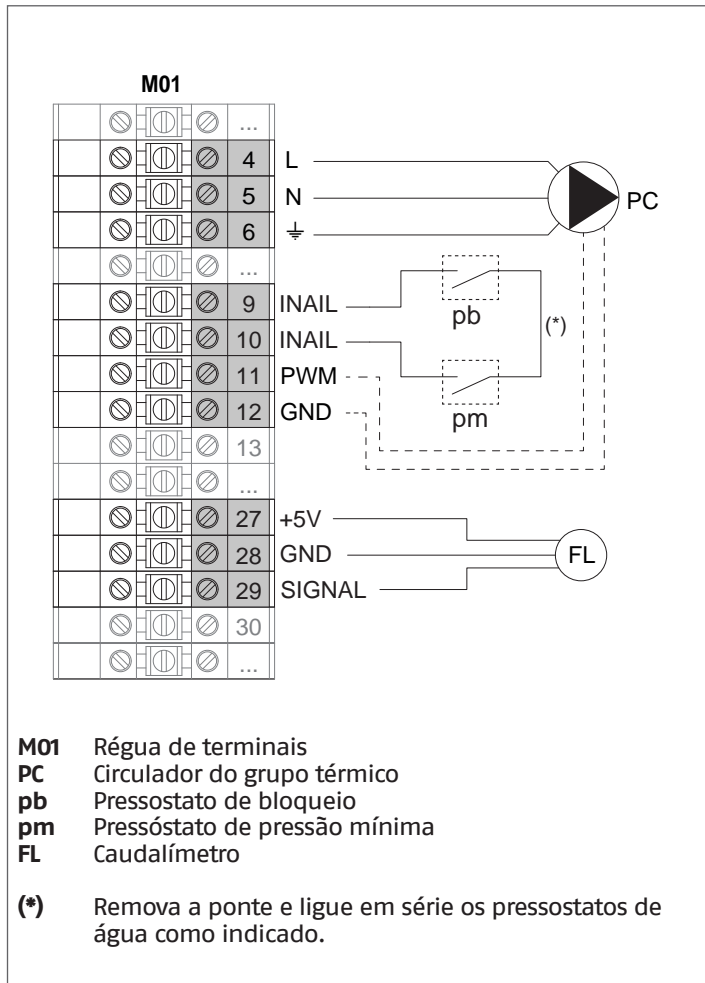 M01
...
4 L
5 N PC
6
...
9 INAIL pb
10 INAIL (*)
11 PWM
12 GND pm
13
...
27 +5V
28 GND FL
29 SIGNAL
30
...
M01 Régua de terminais
PC Circulador do grupo térmico
pb Pressostato de bloqueio
pm Pressóstato de pressão mínima
FL Caudalímetro
(*) Remova a ponte e ligue em série os pressostatos de
água como indicado.